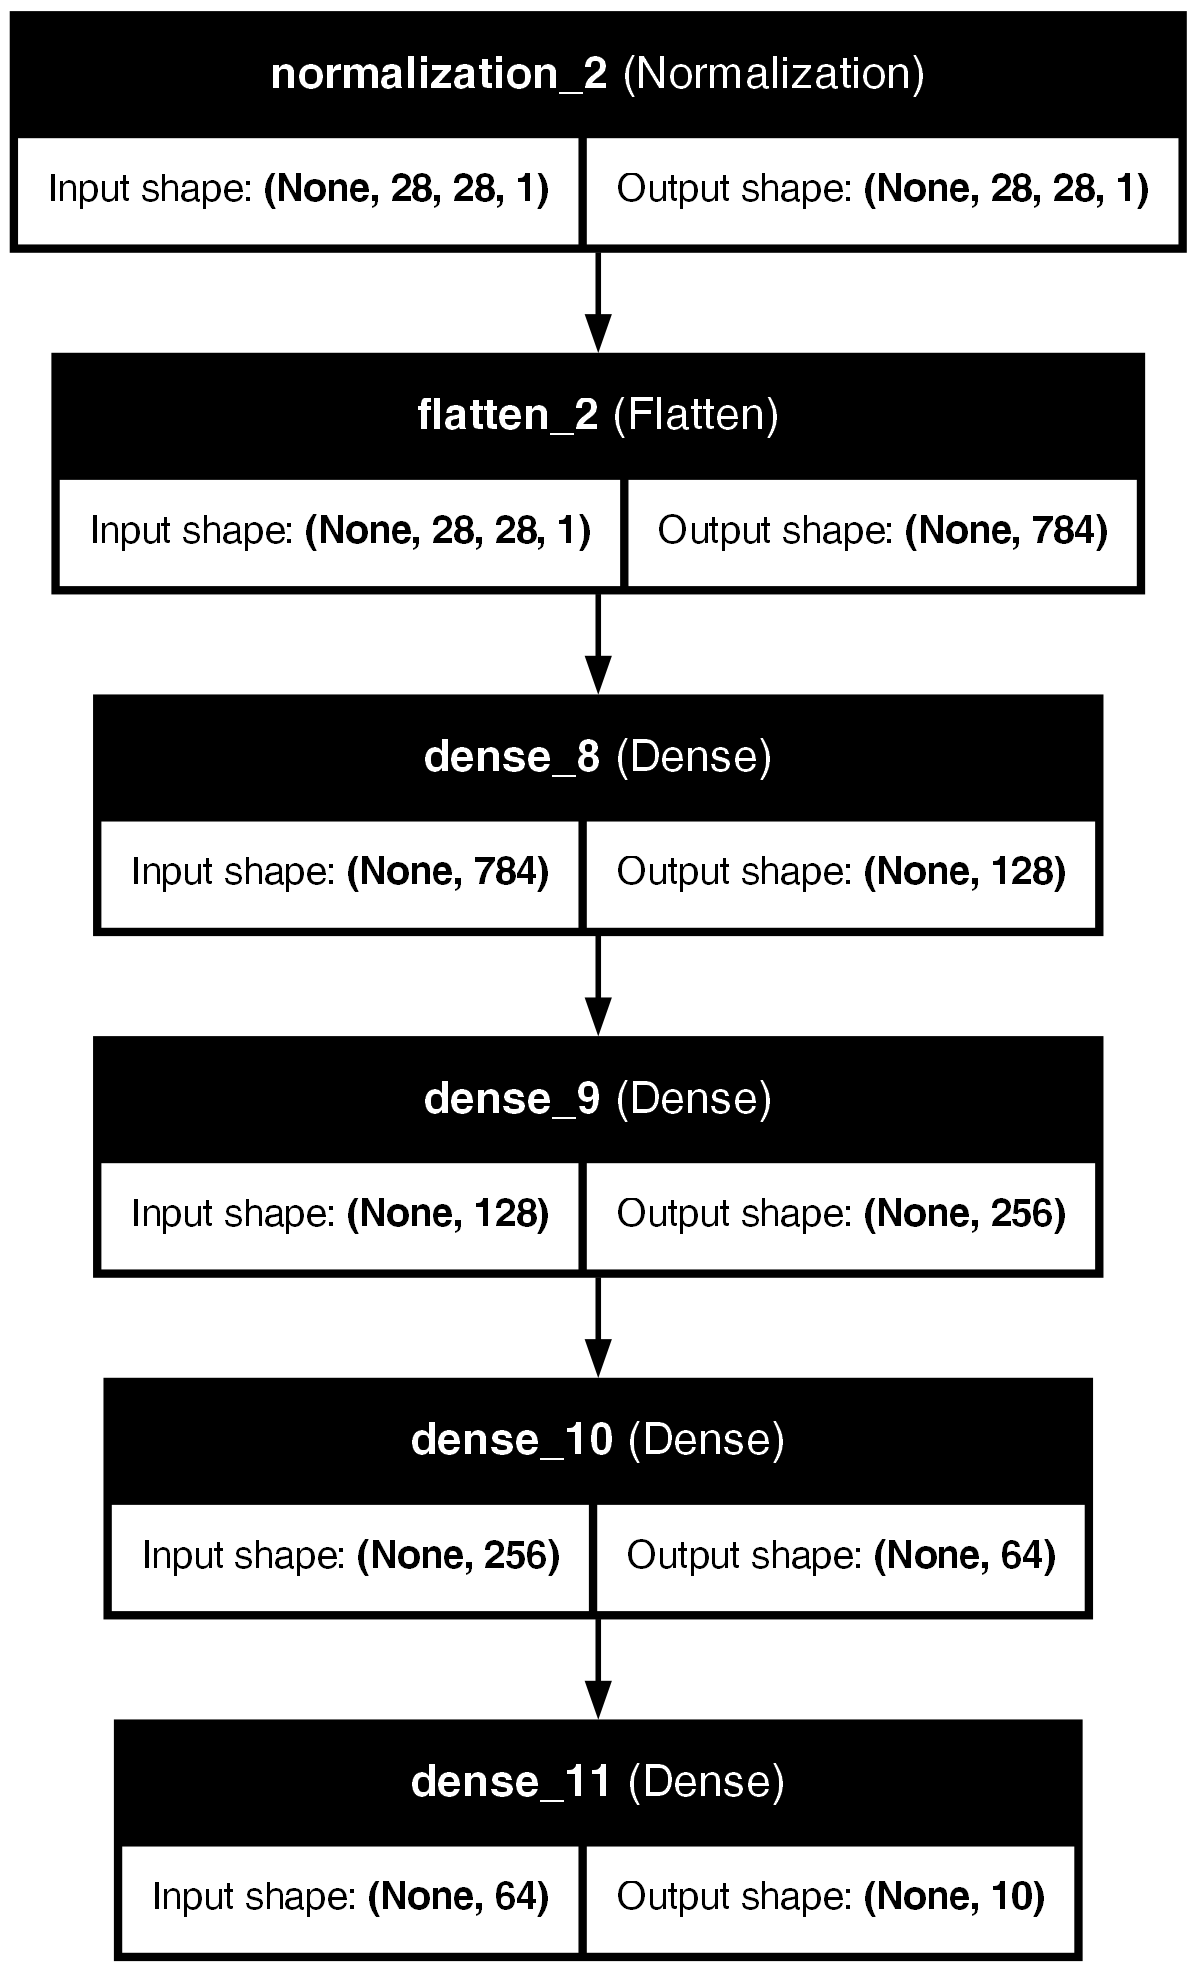 normalization_2 (Normalization)
Input shape: (None, 28, 28, 1)
Output shape: (None, 28, 28, 1)
flatten_2 (Flatten)
Input shape: (None, 28, 28, 1)
Output shape: (None, 784)
dense_8 (Dense)
Input shape: (None, 784)
Output shape: (None, 128)
dense_9 (Dense)
Input shape: (None, 128)
Output shape: (None, 256)
dense_10 (Dense)
Input shape: (None, 256)
Output shape: (None, 64)
dense_11 (Dense)
Input shape: (None, 64)
Output shape: (None, 10)